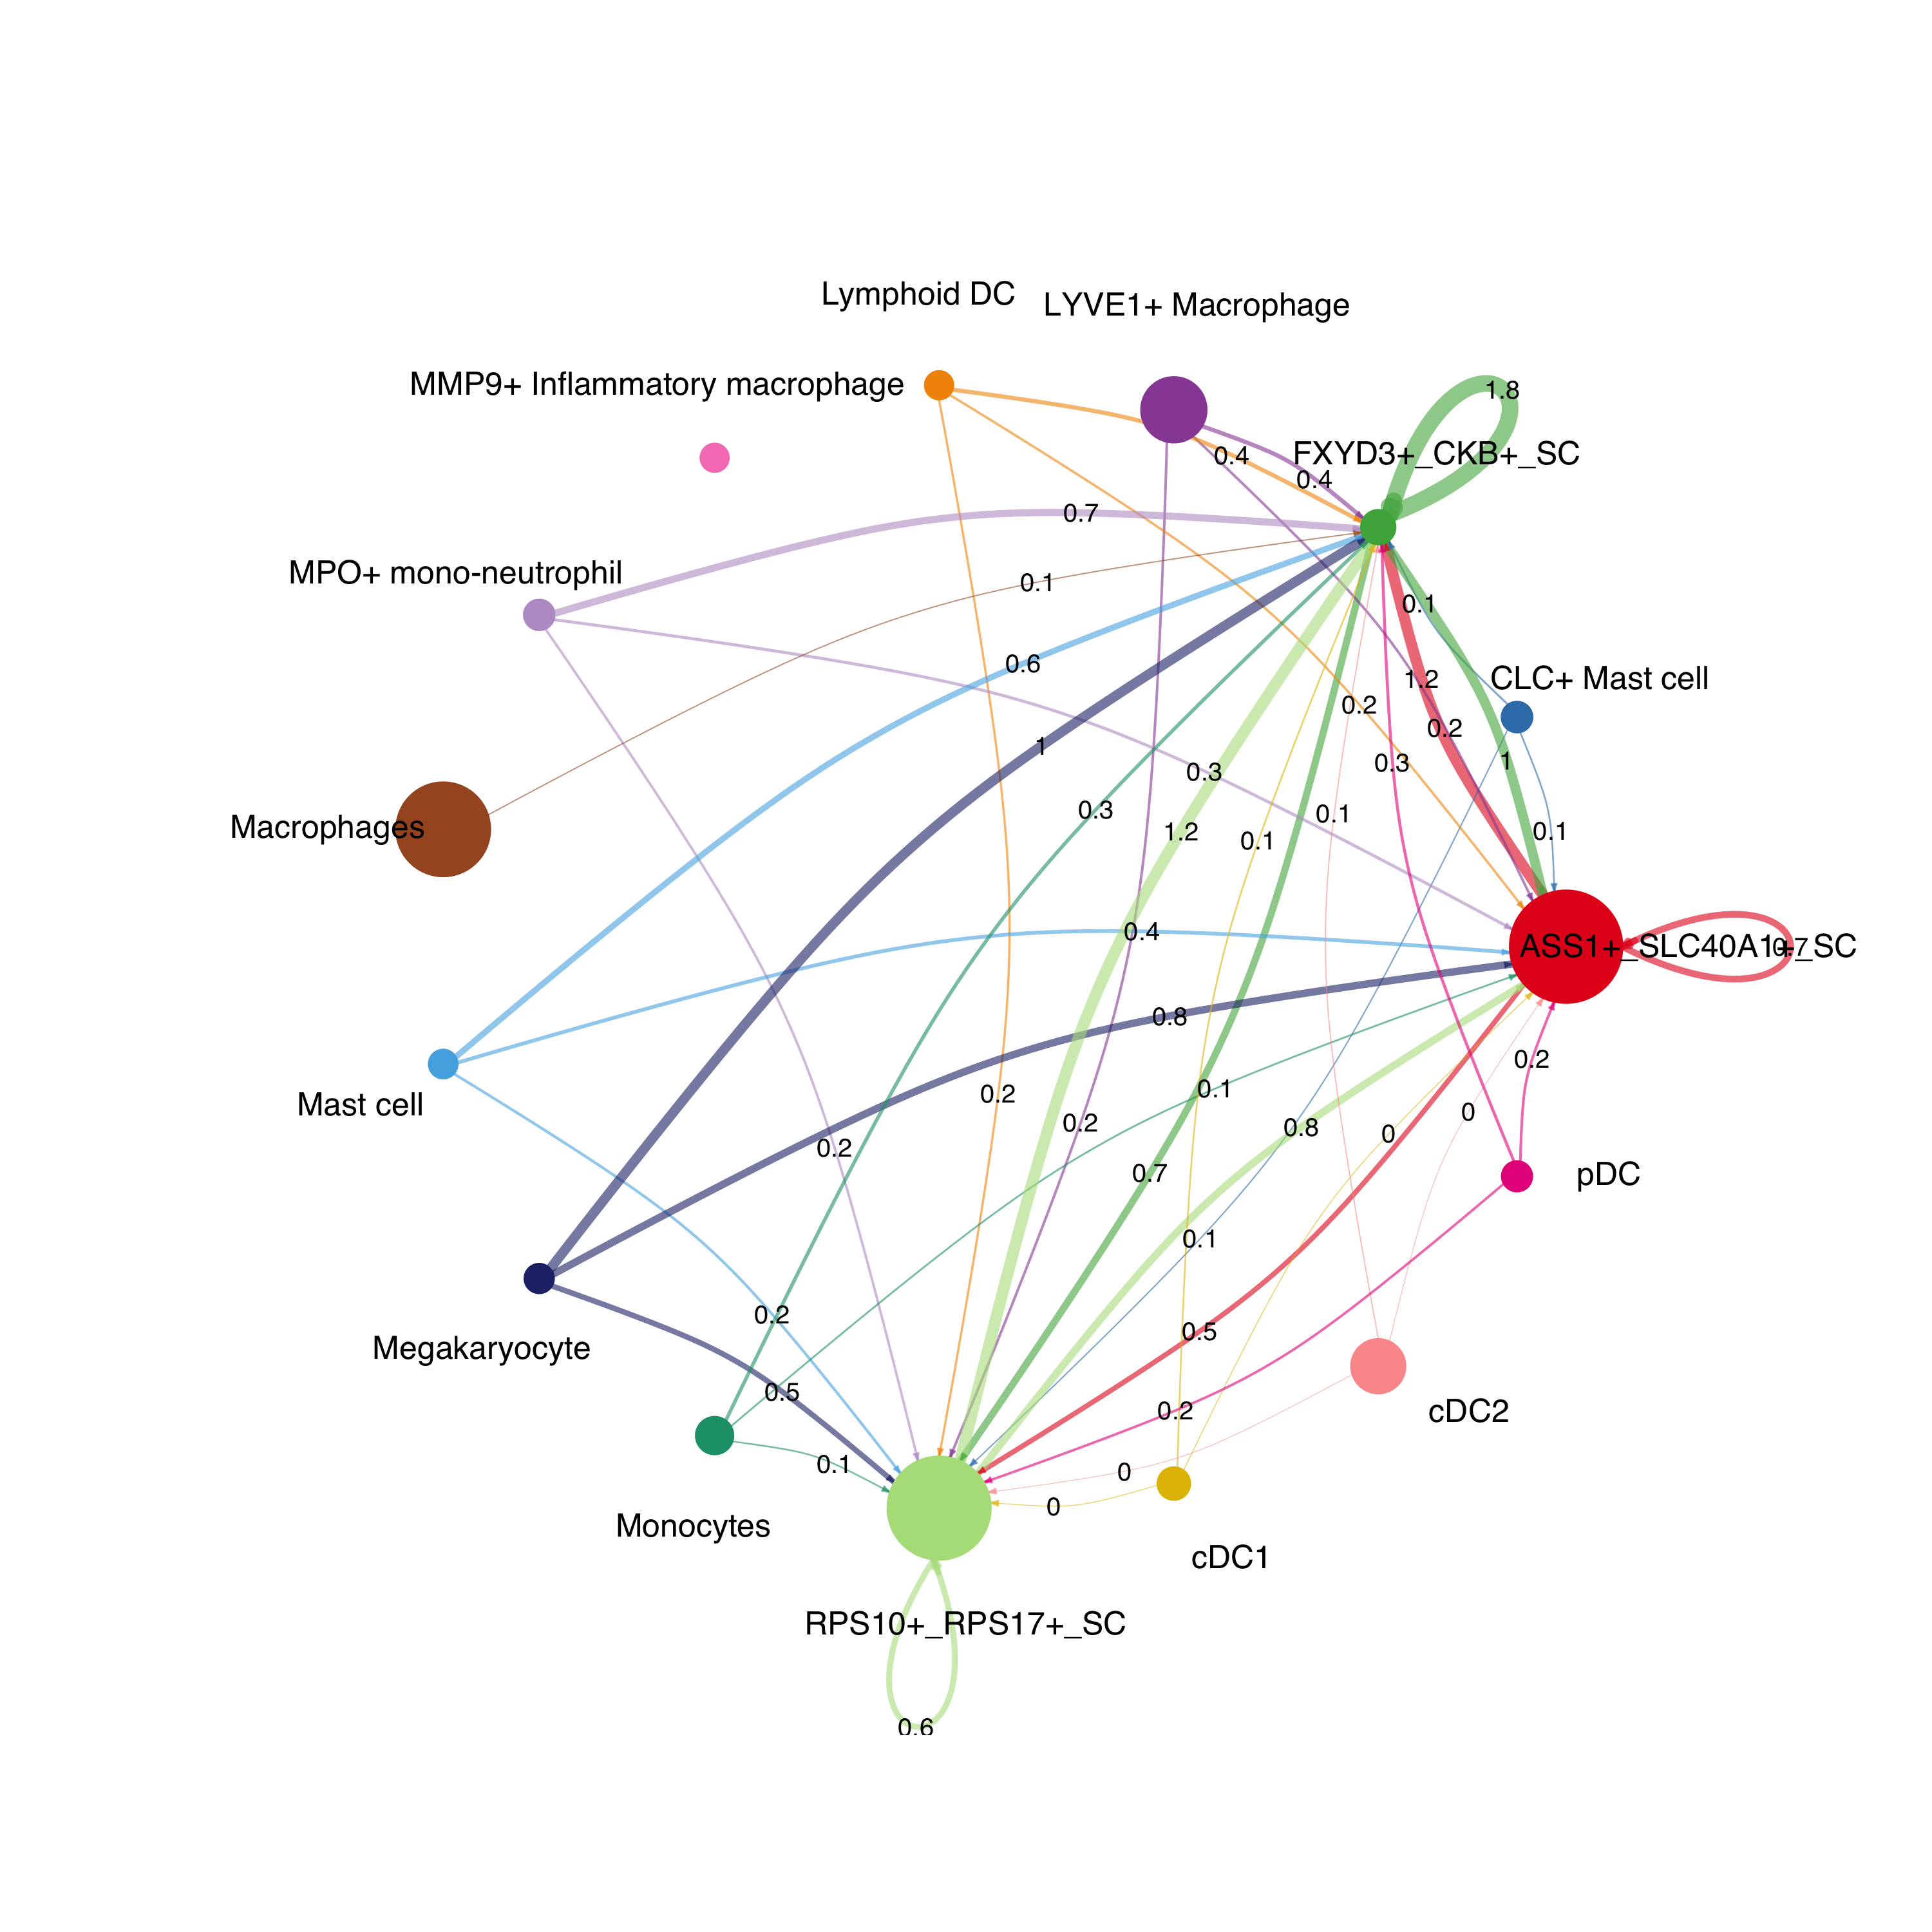 Lymphoid DC
LYVE1+ Macrophage
MMP9+ Inflammatory macrophage
1.8
FXYD3+_CKB+_SC
0.4
0.4
0.7
MPO+ mono-neutrophil
0.1
0.1
0.6
1.2
CLC+ Mast cell
0.2
0.2
1
0.3
1
0.3
0.3
0.1
Macrophages
1.2
0.1
0.1
0.4
ASS1+_SLC40A1+_SC
0.7
0.8
0.2
0.1
0.2
Mast cell
0
0.2
0.8
0
0.2
0.7
pDC
0.1
0.2
0.5
Megakaryocyte
0.5
0.2
cDC2
0.1
0
0
Monocytes
cDC1
RPS10+_RPS17+_SC
0.6